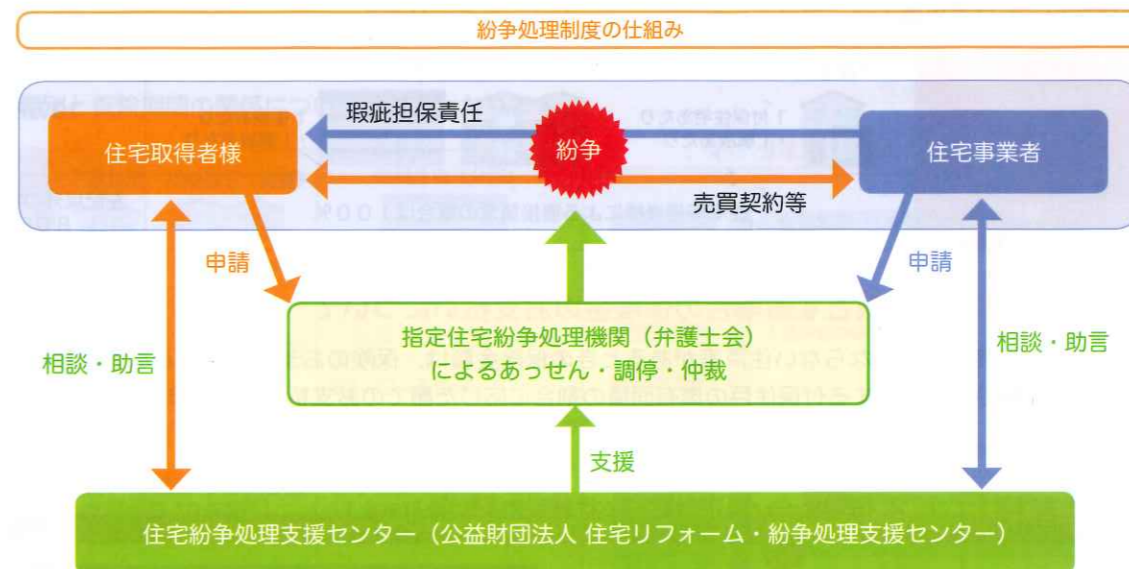 紛争処理制度の仕組み
瑕疵担保責任
住宅取得者様
紛争
住宅事業者
売買契約等
申請
申請
指定住宅紛争処理機関（弁護士会）
によるあっせん・調停・仲裁
相談・助言
相談・助言
支援
住宅紛争処理支援センター（公益財団法人 住宅リフォーム・紛争処理支援センター）